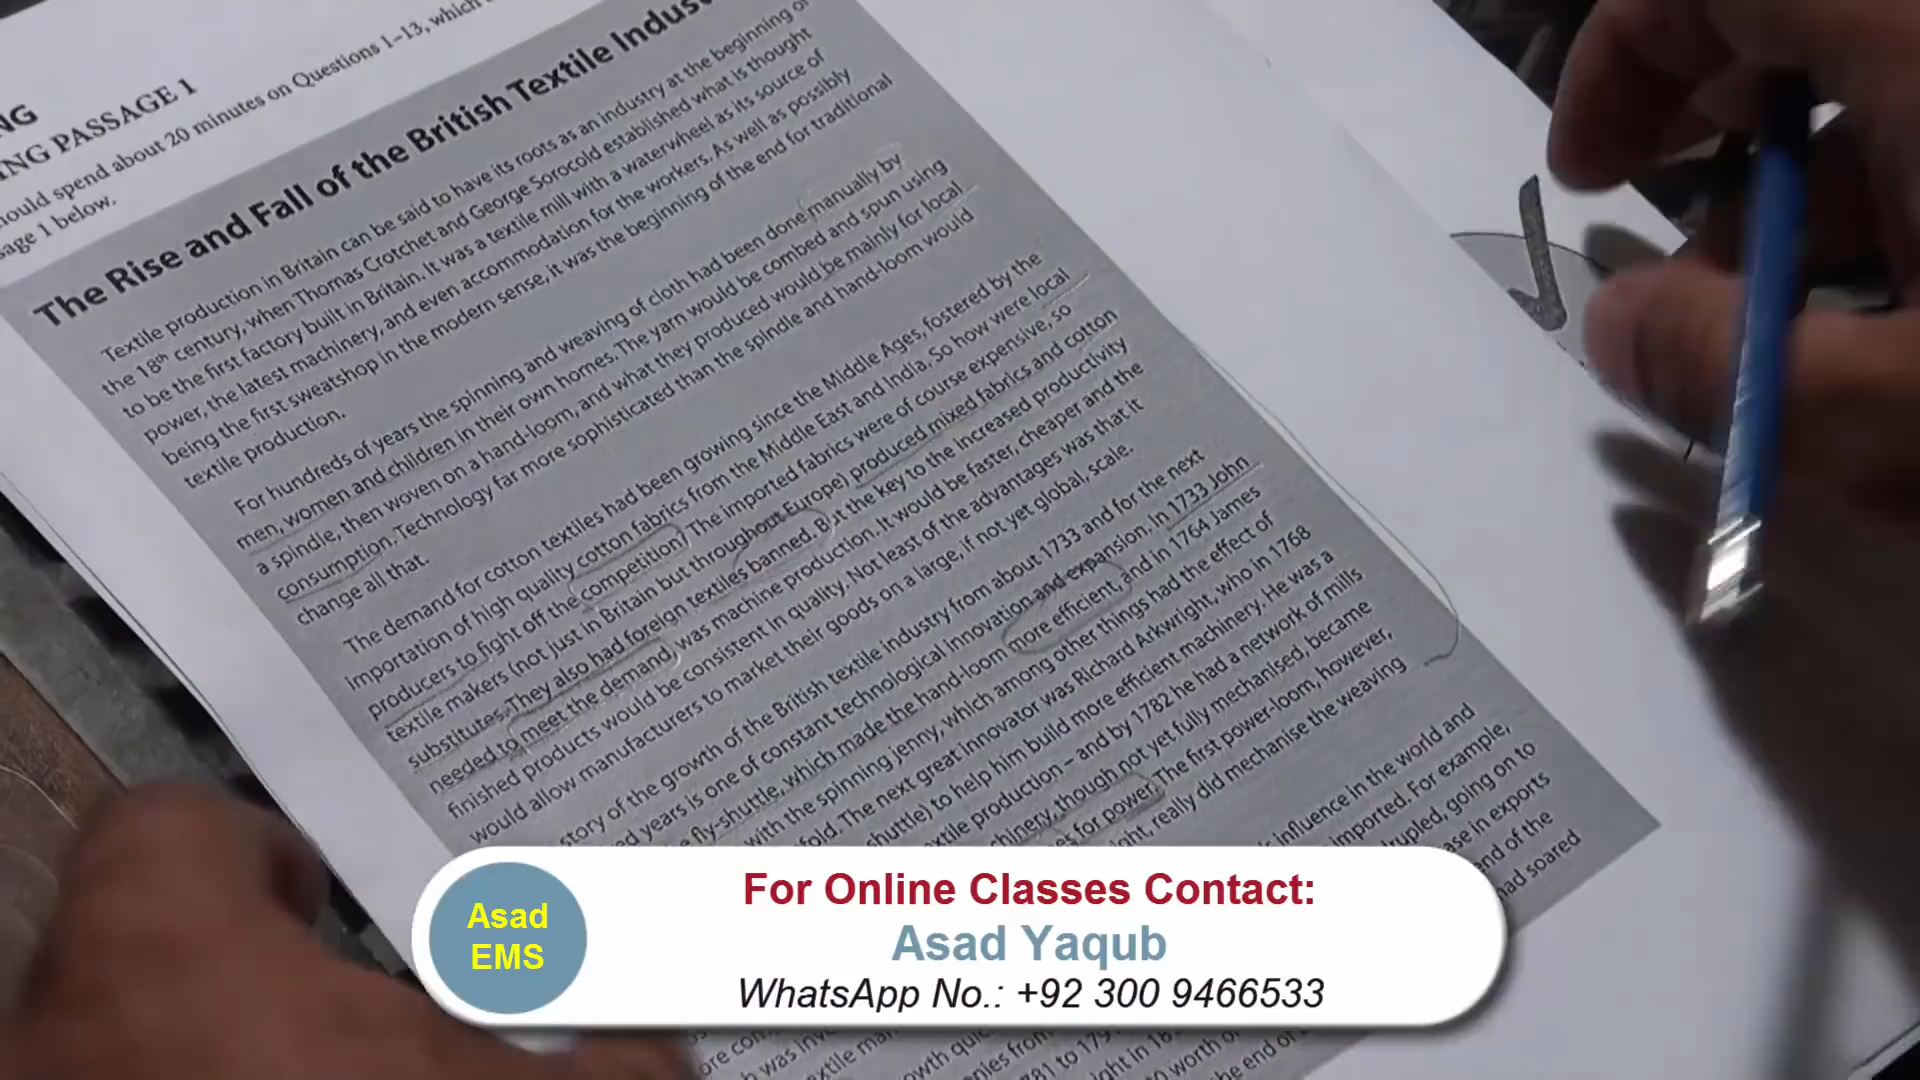 NG
ING PASSAGE 1
hould spend about 20 minutes on Questions 1–13, which
sage 1 below.
The Rise and Fall of the British Textile Indus
Textile production in Britain can be said to have its roots as an industry at the beginning of
the 18th century, when Thomas Crotchet and George Sorocold established what is thought
to be the first factory built in Britain. It was a textile mill with a waterwheel as its source of
power, the latest machinery, and even accommodation for the workers. As well as possibly
being the first sweatshop in the modern sense, it was the beginning of the end for traditional
textile production.
For hundreds of years the spinning and weaving of cloth had been done manually by
men, women and children in their own homes. The yarn would be combed and spun using
a spindle, then woven on a hand-loom, and what they produced would be mainly for local
consumption. Technology far more sophisticated than the spindle and hand-loom would
change all that.
The demand for cotton textiles had been growing since the Middle Ages, fostered by the
importation of high quality cotton fabrics from the Middle East and India. So how were local
producers to fight off the competition? The imported fabrics were of course expensive, so
textile makers (not just in Britain but throughout Europe) produced mixed fabrics and cotton
substitutes. They also had foreign textiles banned. But the key to the increased productivity
needed to meet the demand, was machine production. It would be faster, cheaper and the
finished products would be consistent in quality. Not least of the advantages was that it
would allow manufacturers to market their goods on a large, if not yet global, scale.
story of the growth of the British textile industry from about 1733 and for the next
ed years is one of constant technological innovation and expansion. In 1733 John
e fly-shuttle, which made the hand-loom more efficient, and in 1764 James
with the spinning jenny, which among other things had the effect of
fold. The next great innovator was Richard Arkwright, who in 1768
shuttle) to help him build more efficient machinery. He was a
extile production – and by 1782 he had a network of mills
chinery, though not yet fully mechanised, became
for power. The first power-loom, however,
ight, really did mechanise the weaving
influence in the world and
imported. For example,
rupled, going on to
ase in exports
end of the
had soared
Asad
EMS
For Online Classes Contact:
Asad Yaqub
WhatsApp No.: +92 300 9466533